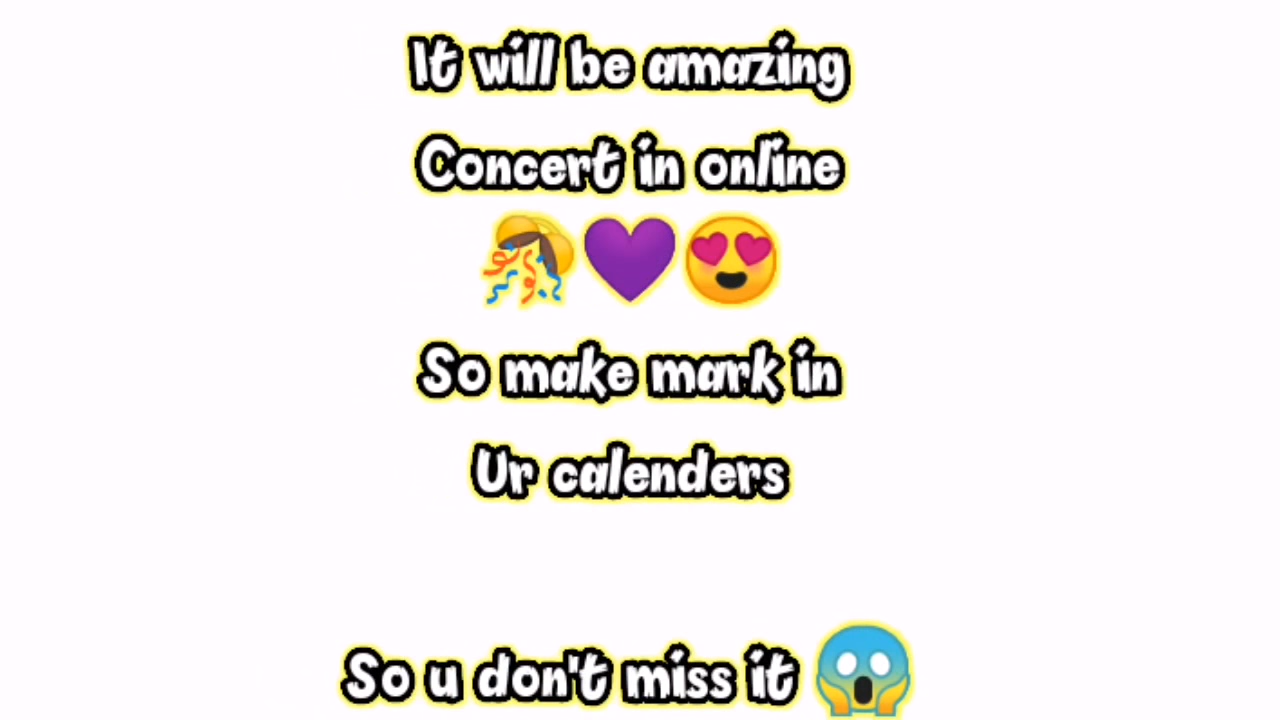 It will be amazing
Concert in online
🎊💜😍
So make mark in
Ur calenders
So u don't miss it 😱